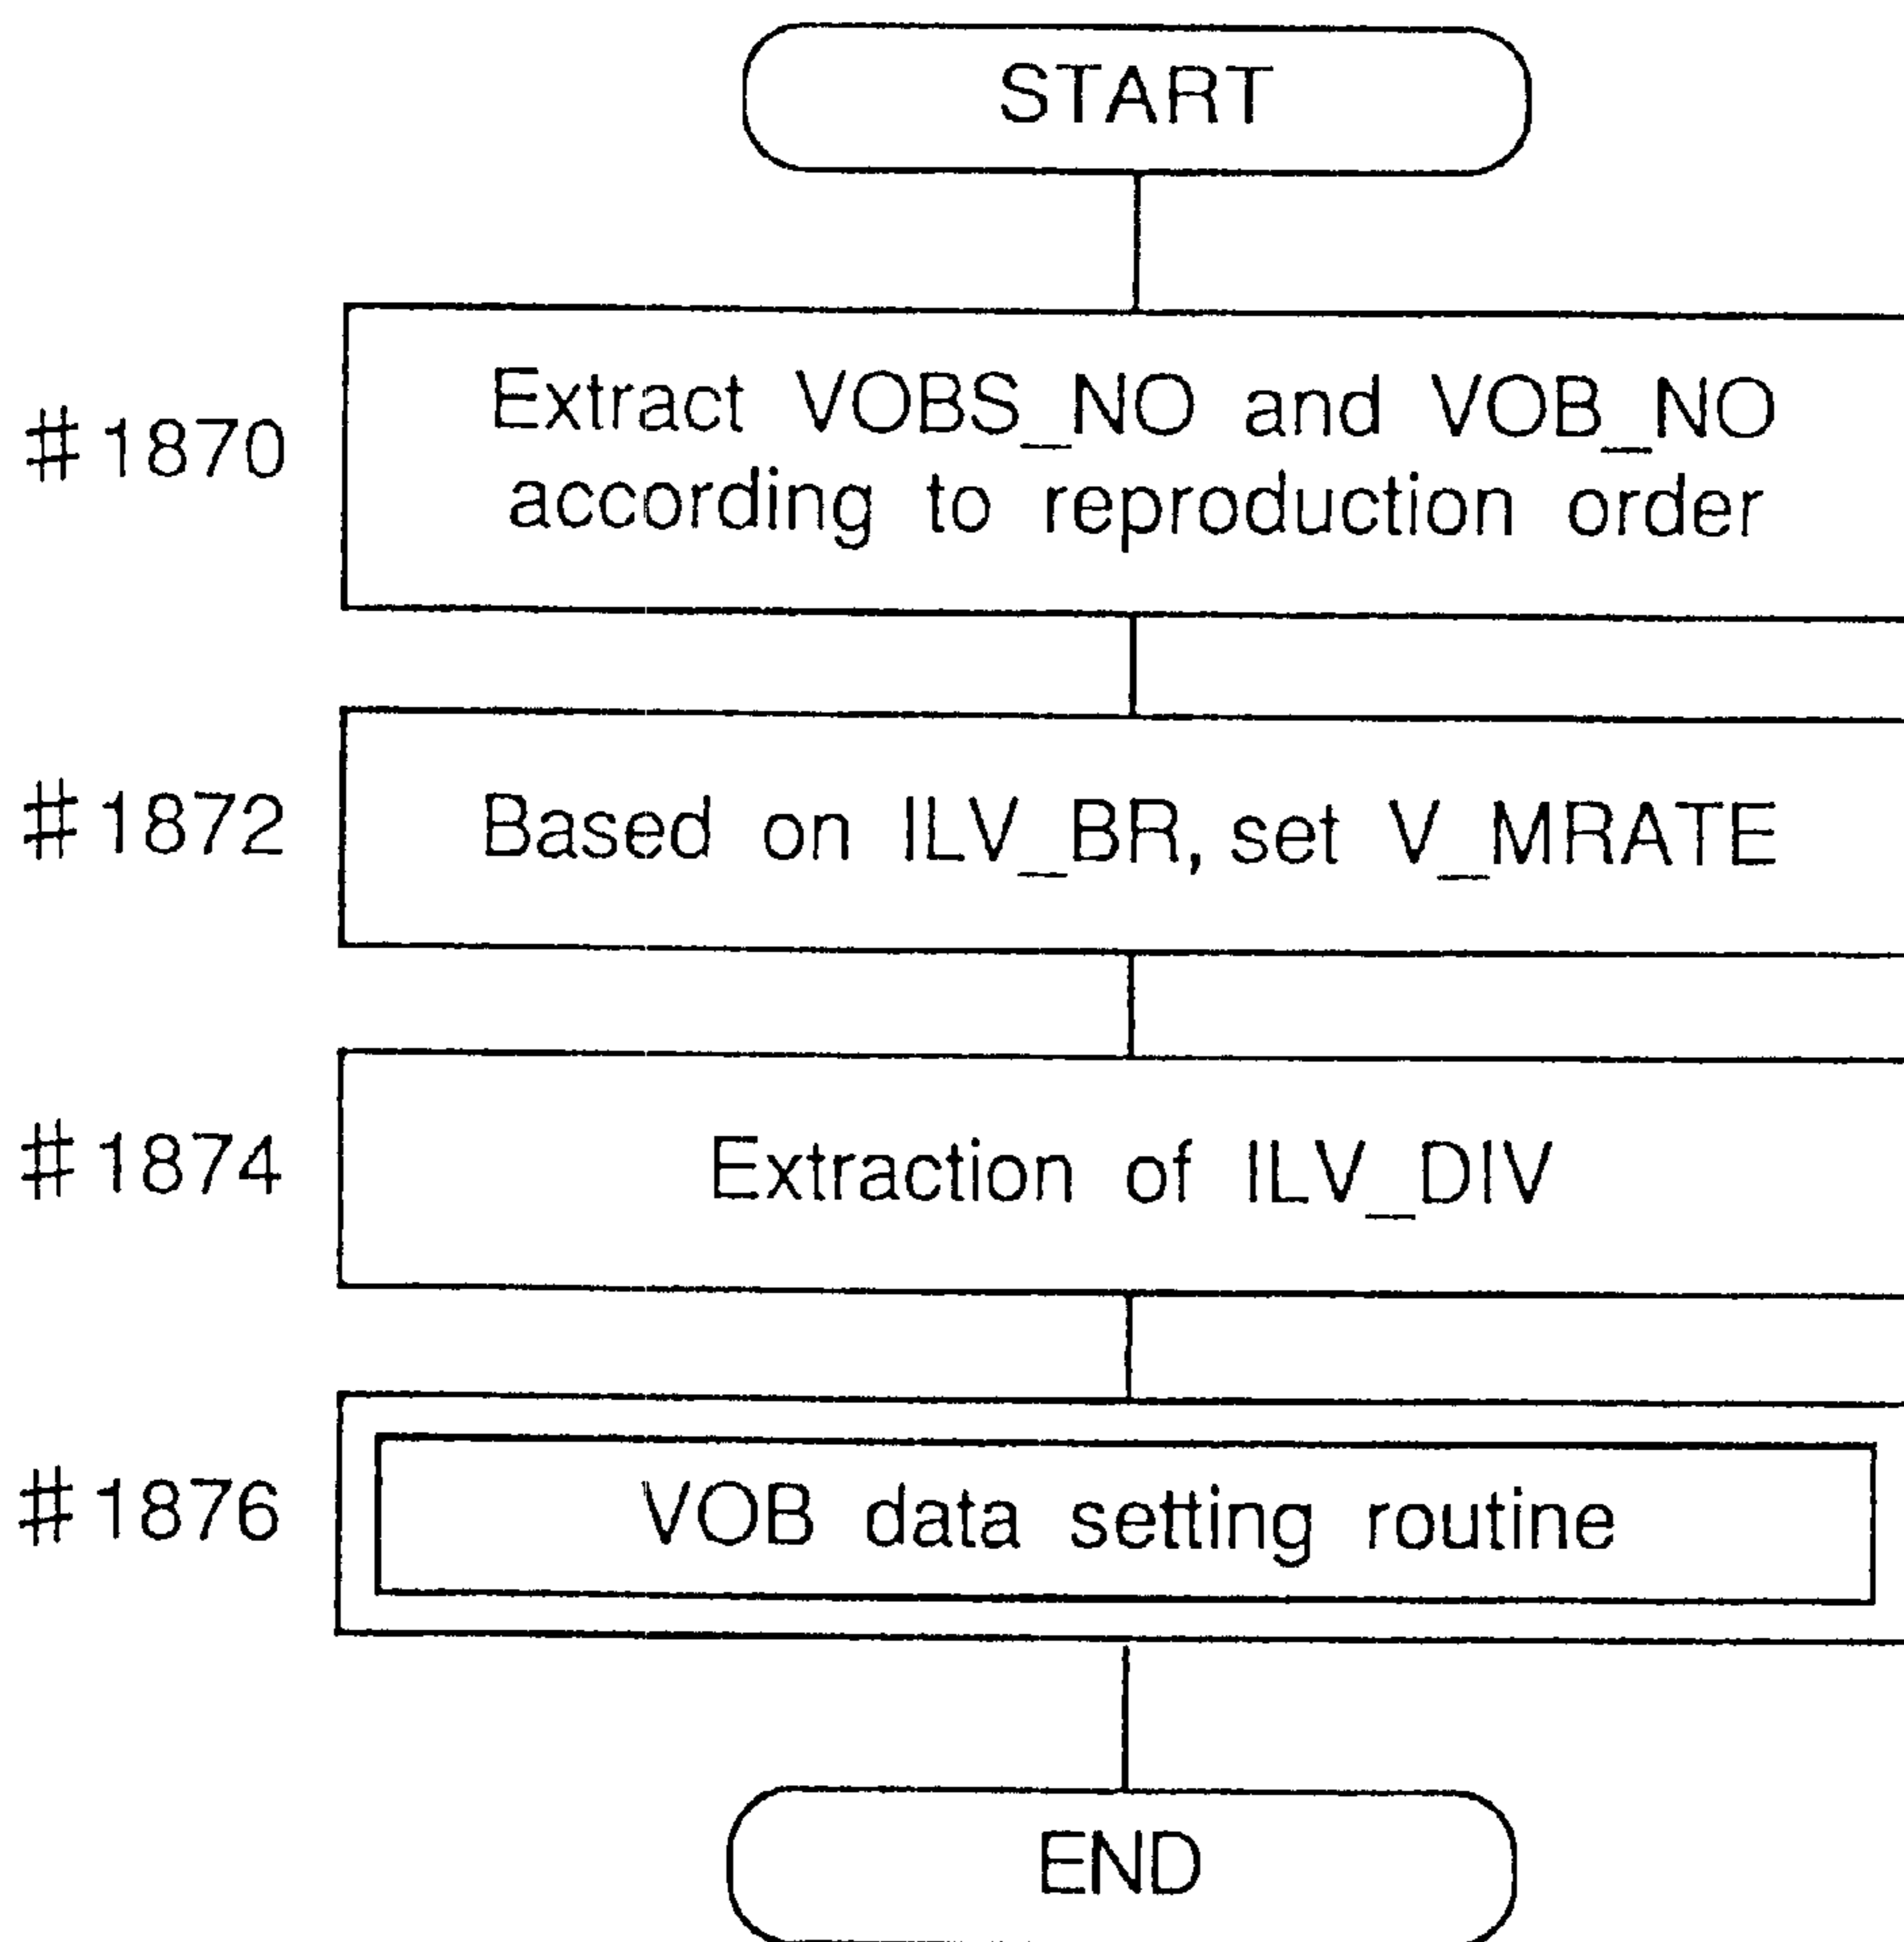 START
#1870
Extract VOBS_NO and VOB_NO
according to reproduction order
#1872
Based on ILV_BR, set V_MRATE
#1874
Extraction of ILV_DIV
#1876
VOB data setting routine
END